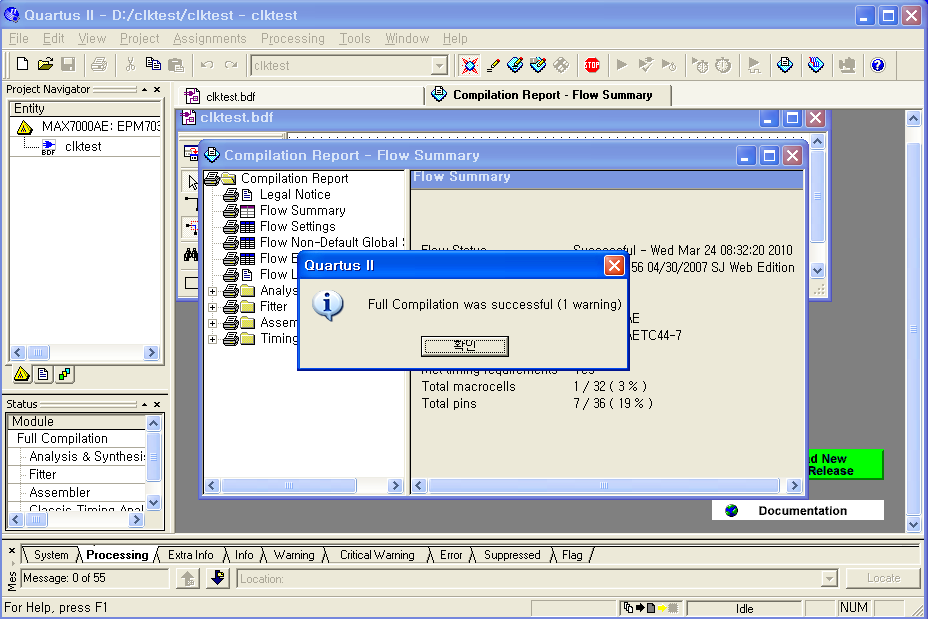 Quartus II - D:/clktest/clktest - clktest
File Edit View Project Assignments Processing Tools Window Help
clktest
STOP
Project Navigator
Entity
MAX7000AE: EPM703
BDF clktest
clktest.bdf
Compilation Report - Flow Summary
clktest.bdf
Compilation Report - Flow Summary
Compilation Report
Legal Notice
Flow Summary
Flow Settings
Flow Non-Default Global
Flow E
Flow L
Analys
Fitter
Assem
Timing
Flow Summary
Flow Status Successful - Wed Mar 24 08:32:20 2010
56 04/30/2007 SJ Web Edition
AE
AETC44-7
Met timing requirements Yes
Total macrocells 1 / 32 ( 3 % )
Total pins 7 / 36 ( 19 % )
Quartus II
Full Compilation was successful (1 warning)
확인
d New
Release
Documentation
Status
Module
Full Compilation
Analysis & Synthesis
Fitter
Assembler
Classic Timing Anal
System Processing Extra Info Info Warning Critical Warning Error Suppressed Flag
Mes
Message: 0 of 55
Location:
Locate
For Help, press F1
Idle
NUM